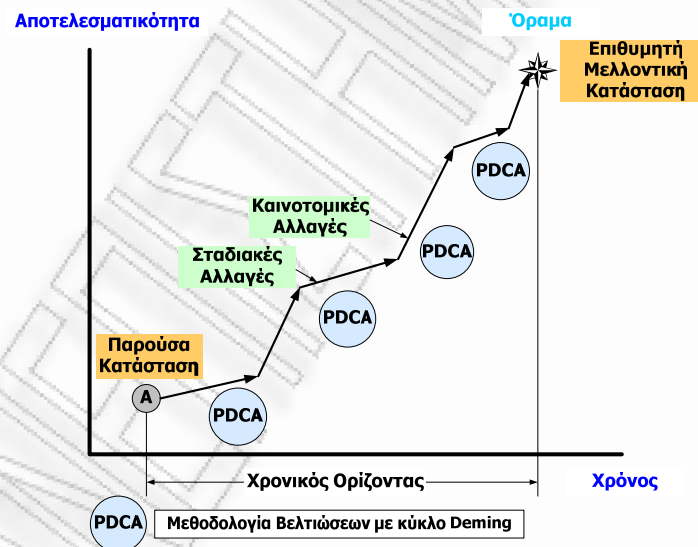 Αποτελεσματικότητα
Όραμα
Επιθυμητή
Μελλοντική
Κατάσταση
PDCA
Καινοτομικές
Αλλαγές
PDCA
Σταδιακές
Αλλαγές
PDCA
Παρούσα
Κατάσταση
A
PDCA
Χρονικός Ορίζοντας
Χρόνος
PDCA
Μεθοδολογία Βελτιώσεων με κύκλο Deming